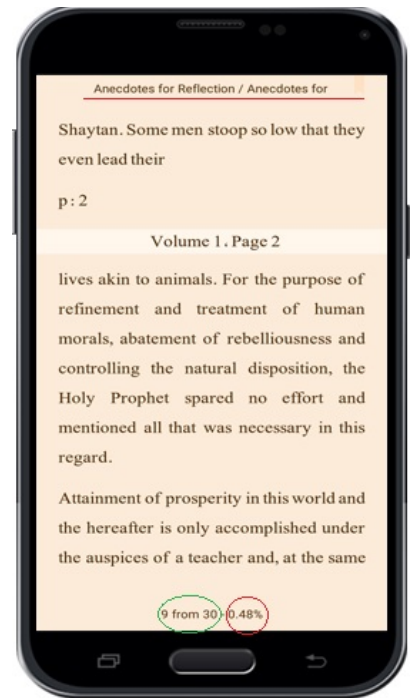 Anecdotes for Reflection / Anecdotes for
Shaytan. Some men stoop so low that they
even lead their
p : 2
Volume 1. Page 2
lives akin to animals. For the purpose of
refinement and treatment of human
morals, abatement of rebelliousness and
controlling the natural disposition, the
Holy Prophet spared no effort and
mentioned all that was necessary in this
regard.
Attainment of prosperity in this world and
the hereafter is only accomplished under
the auspices of a teacher and, at the same
9 from 30 - 0.48%